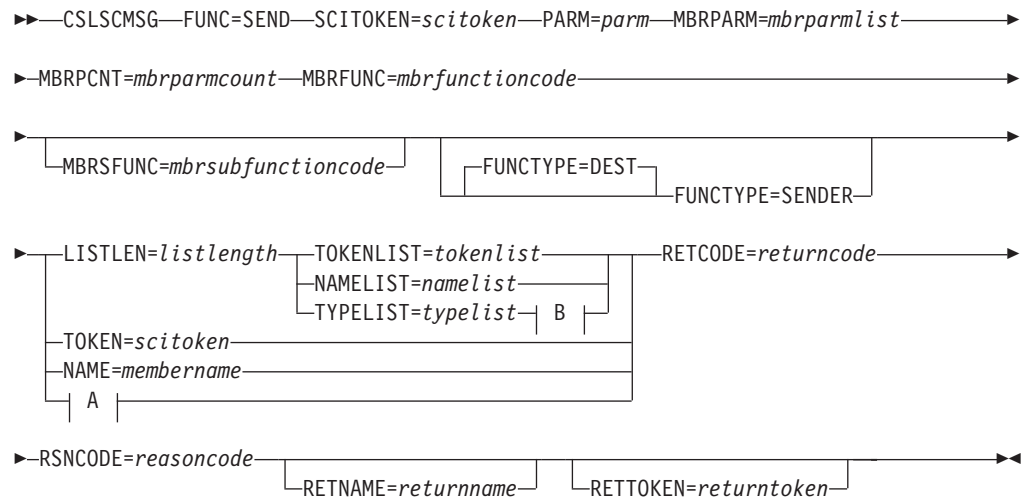 CSLSCMSG FUNC=SEND SCITOKEN=scitoken PARM=parm MBRPARM=mbrparmlist
MBRPCNT=mbrparmcount MBRFUNC=mbrfunctioncode
MBRSFUNC=mbrsubfunctioncode
FUNCTYPE=DEST
FUNCTYPE=SENDER
LISTLEN=listlength TOKENLIST=tokenlist RETCODE=returncode
NAMELIST=namelist
TYPELIST=typelist B
TOKEN=scitoken
NAME=membername
A
RSNCODE=reasoncode
RETNAME=returnname RETTOKEN=returntoken